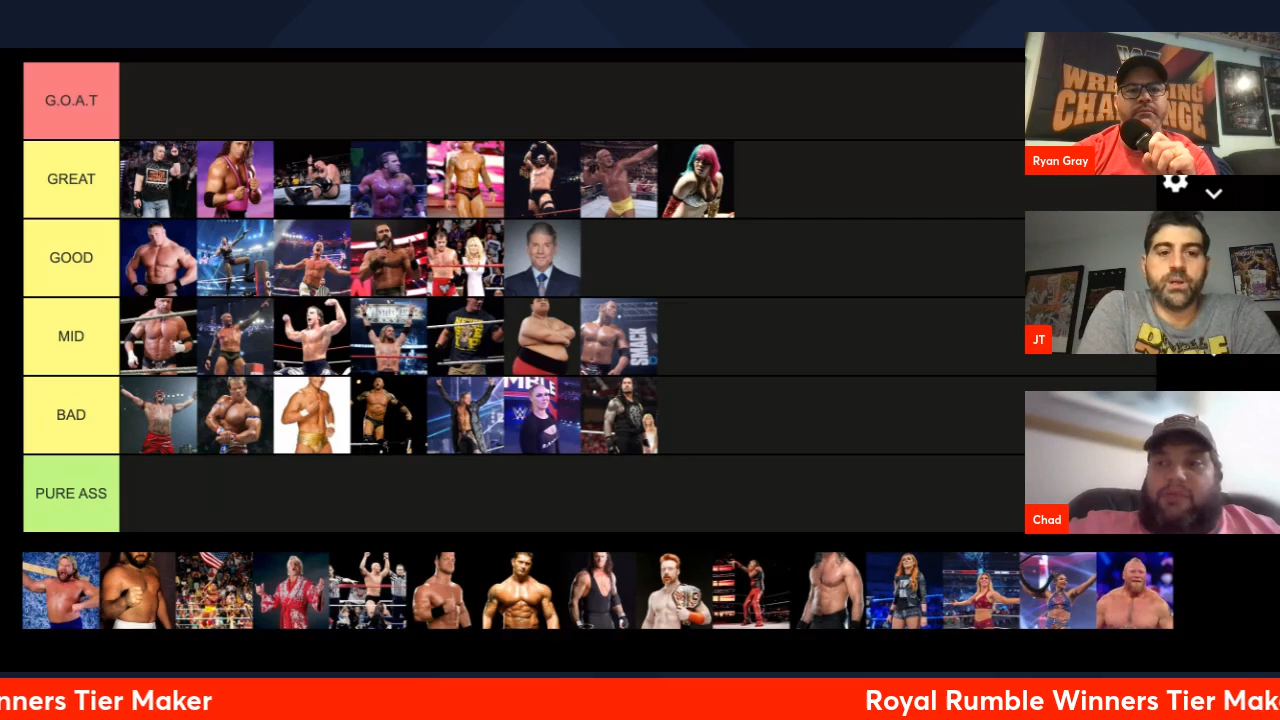 G.O.A.T
GREAT
GOOD
MID
BAD
PURE ASS
SMACK
WRESTLING
CHALLENGE
Ryan Gray
JT
Chad
nners Tier Maker
Royal Rumble Winners Tier Mak